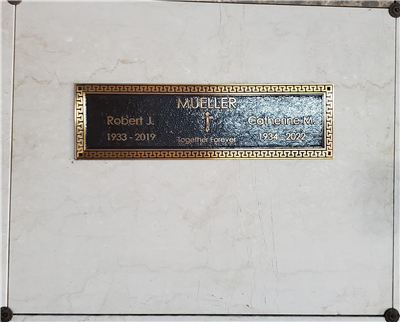 MUELLER
Robert J. Catherine M.
1933 - 2019 1934 - 2022
Together Forever